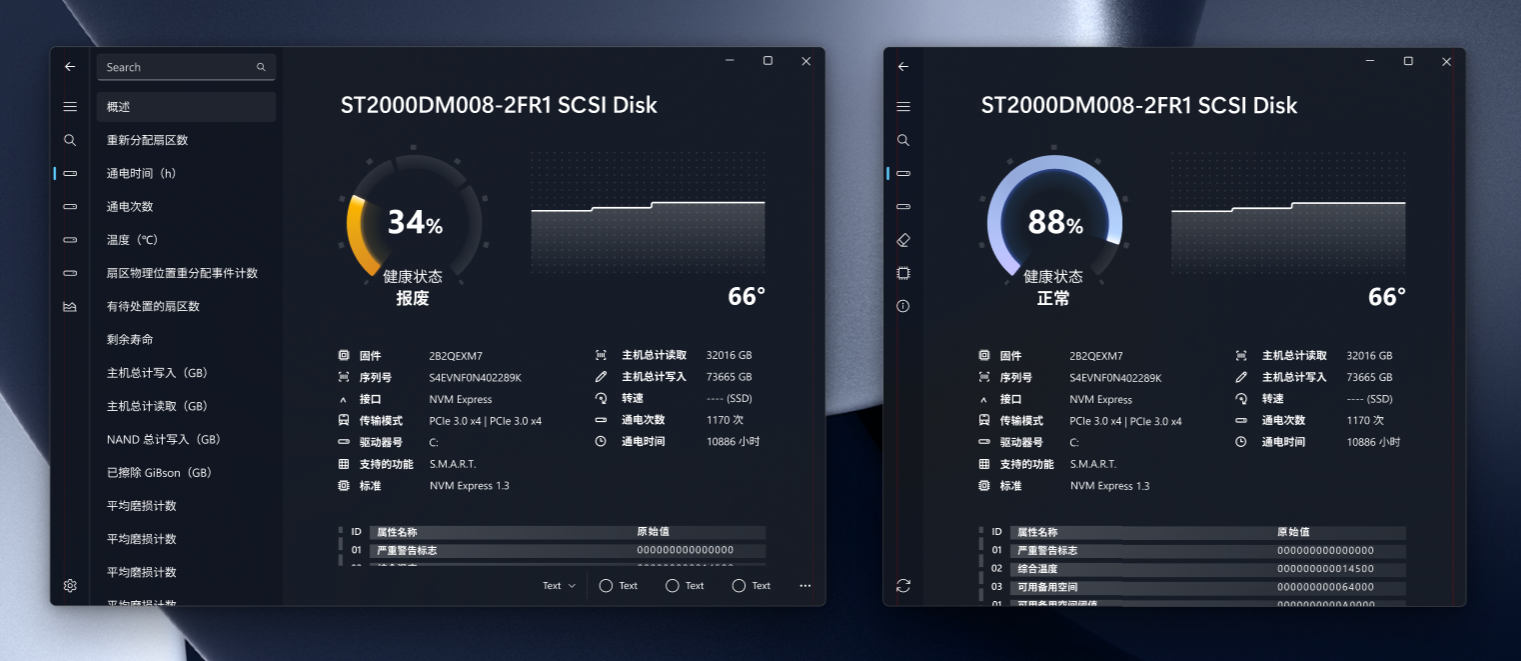 Search
概述
重新分配扇区数
通电时间（h）
通电次数
温度（℃）
扇区物理位置重分配事件计数
有待处置的扇区数
剩余寿命
主机总计写入（GB）
主机总计读取（GB）
NAND 总计写入（GB）
已擦除 GiBson（GB）
平均磨损计数
平均磨损计数
平均磨损计数
平均磨损计数
ST2000DM008-2FR1 SCSI Disk
34%
健康状态
报废
66°
固件 2B2QEXM7
序列号 S4EVNF0N402289K
接口 NVM Express
传输模式 PCIe 3.0 x4 | PCIe 3.0 x4
驱动器号 C:
支持的功能 S.M.A.R.T.
标准 NVM Express 1.3
主机总计读取 32016 GB
主机总计写入 73665 GB
转速 ---- (SSD)
通电次数 1170 次
通电时间 10886 小时
ID 属性名称 原始值
01 严重警告标志 000000000000000
Text Text Text Text
ST2000DM008-2FR1 SCSI Disk
88%
健康状态
正常
66°
固件 2B2QEXM7
序列号 S4EVNF0N402289K
接口 NVM Express
传输模式 PCIe 3.0 x4 | PCIe 3.0 x4
驱动器号 C:
支持的功能 S.M.A.R.T.
标准 NVM Express 1.3
主机总计读取 32016 GB
主机总计写入 73665 GB
转速 ---- (SSD)
通电次数 1170 次
通电时间 10886 小时
ID 属性名称 原始值
01 严重警告标志 000000000000000
02 综合温度 000000000014500
03 可用备用空间 000000000064000
01 可用备用空间阈值 0000000000A0000